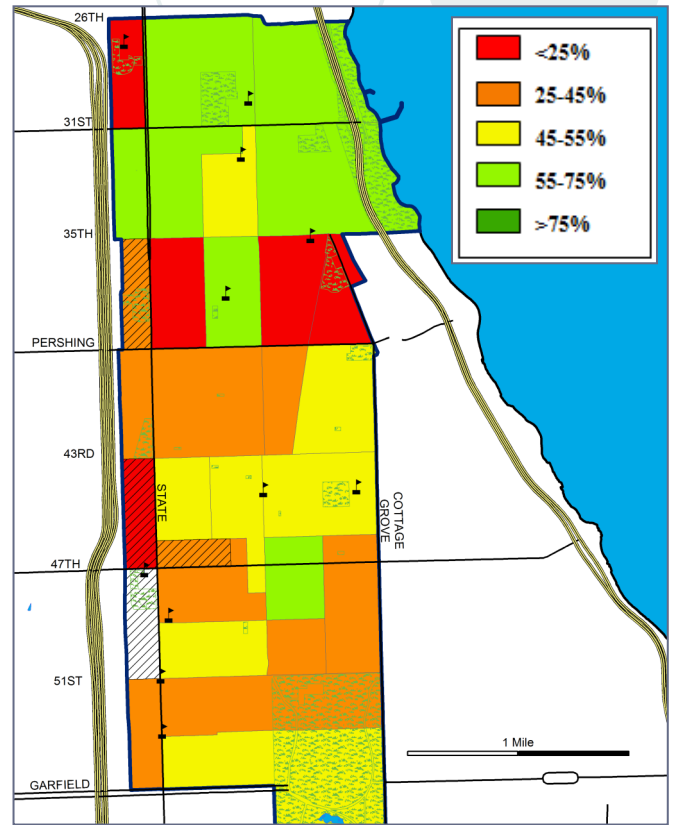 26TH
<25%
25-45%
31ST
45-55%
55-75%
>75%
35TH
PERSHING
43RD
STATE
COTTAGE
GROVE
47TH
51ST
1 Mile
GARFIELD